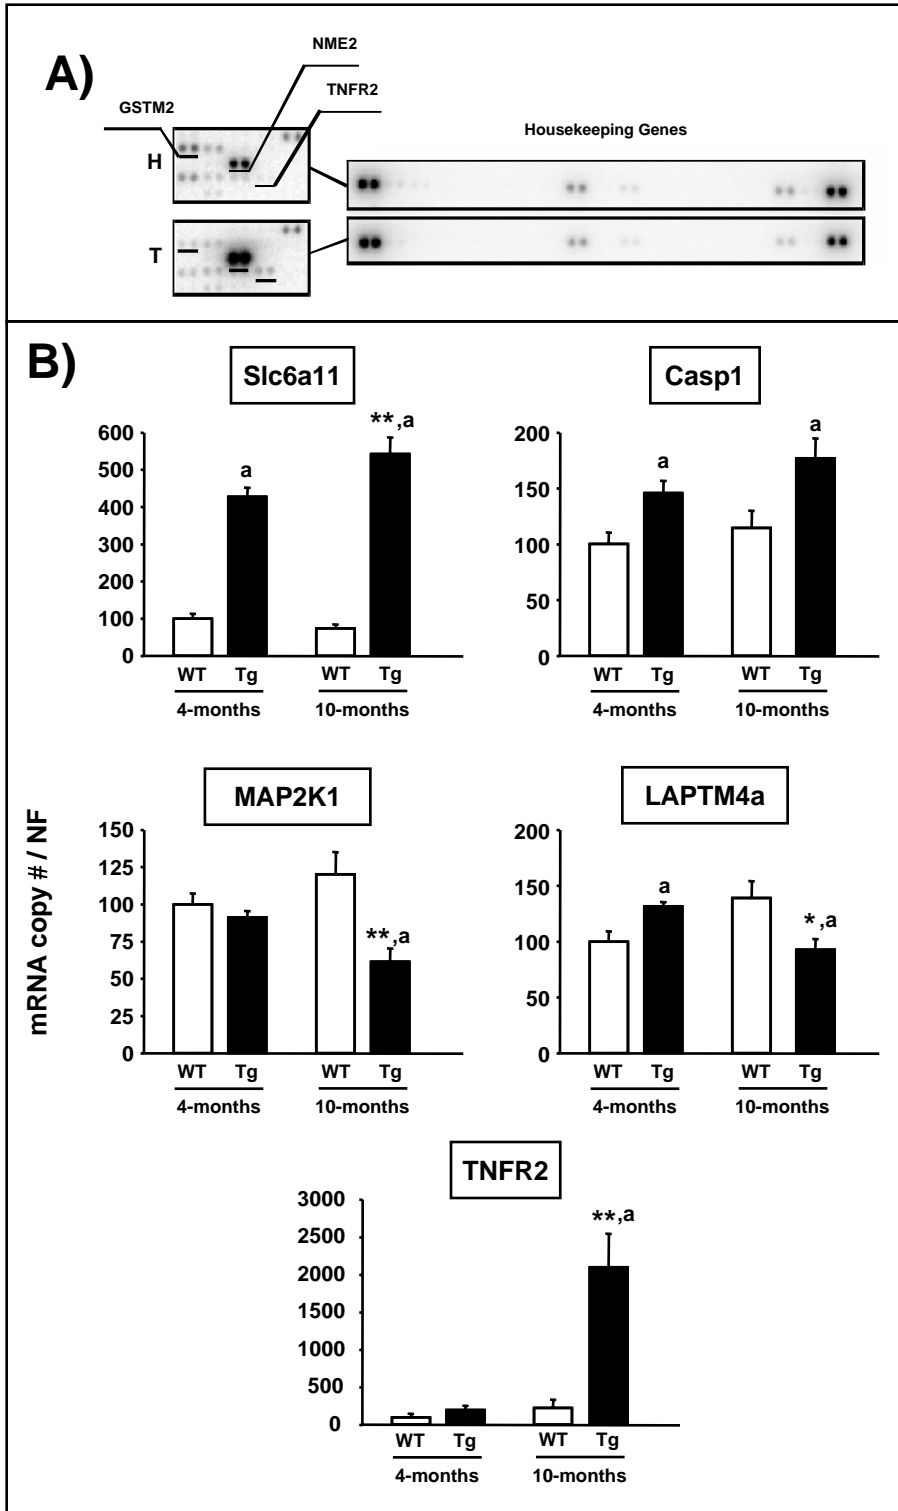 A)
NME2
TNFR2
GSTM2
Housekeeping Genes
H
T
B)
mRNA copy # / NF
Slc6a11
600
500
400
300
200
100
0
a
**,a
WT Tg WT Tg
4-months 10-months
Casp1
200
150
100
50
0
a
a
WT Tg WT Tg
4-months 10-months
MAP2K1
150
125
100
75
50
25
0
**,a
WT Tg WT Tg
4-months 10-months
LAPTM4a
200
150
100
50
0
a
*,a
WT Tg WT Tg
4-months 10-months
TNFR2
3000
2500
2000
1500
1000
500
0
**,a
WT Tg WT Tg
4-months 10-months